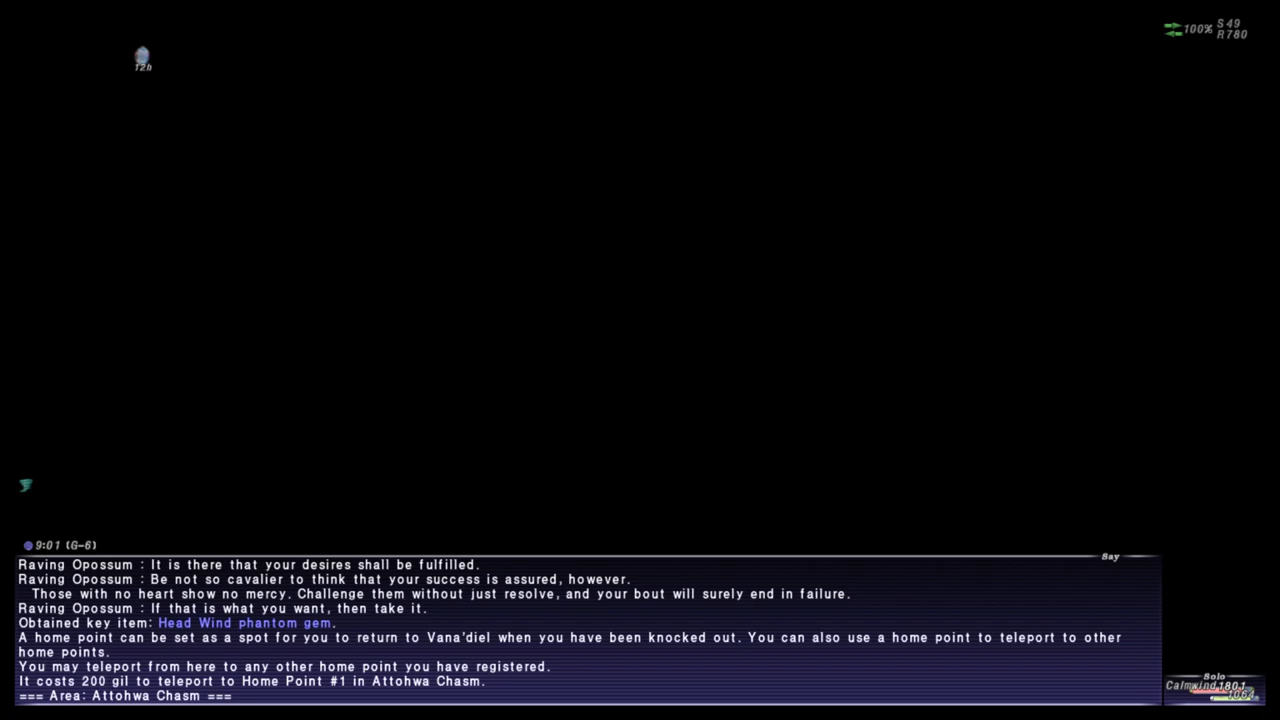 100% S 49
R 780
12h
9:01 (G-6)
Say
Raving Opossum : It is there that your desires shall be fulfilled.
Raving Opossum : Be not so cavalier to think that your success is assured, however.
Those with no heart show no mercy. Challenge them without just resolve, and your bout will surely end in failure.
Raving Opossum : If that is what you want, then take it.
Obtained key item: Head Wind phantom gem.
A home point can be set as a spot for you to return to Vana'diel when you have been knocked out. You can also use a home point to teleport to other
home points.
You may teleport from here to any other home point you have registered.
It costs 200 gil to teleport to Home Point #1 in Attohwa Chasm.
=== Area: Attohwa Chasm ===
Solo
Calmwind 1801
1064